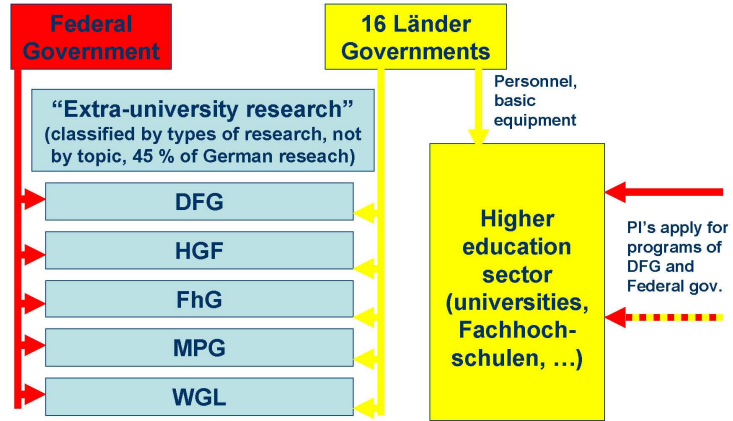 Federal
Government
16 Länder
Governments
Personnel,
basic
equipment
“Extra-university research”
(classified by types of research, not
by topic, 45 % of German reseach)
DFG
HGF
FhG
MPG
WGL
Higher
education
sector
(universities,
Fachhoch-
schulen, …)
PI’s apply for
programs of
DFG and
Federal gov.